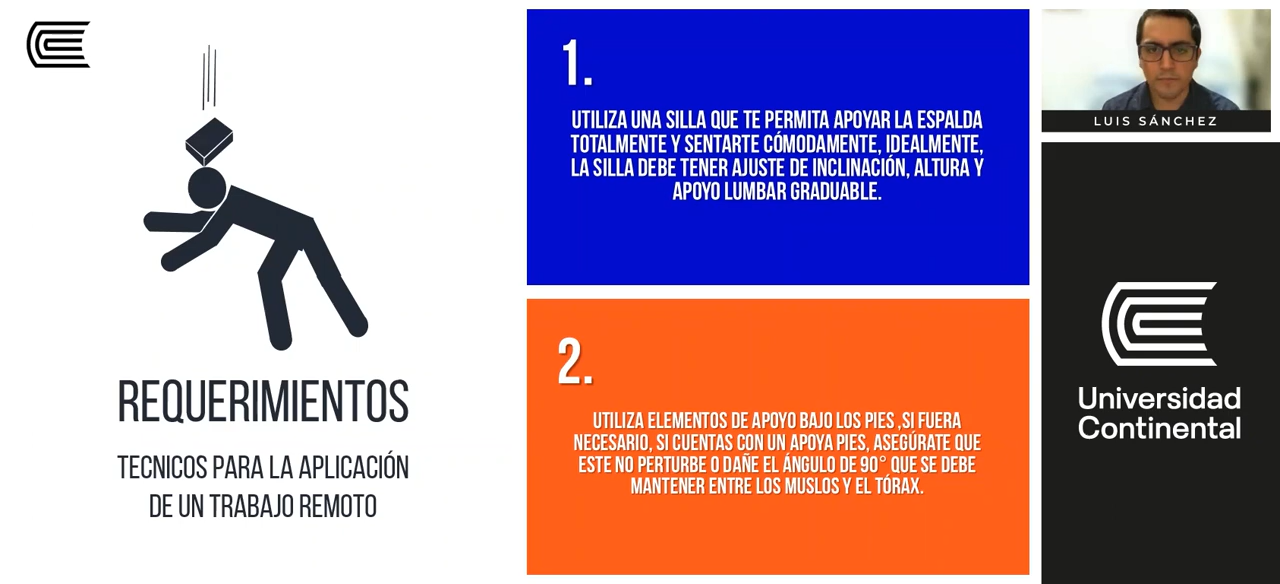 REQUERIMIENTOS
TECNICOS PARA LA APLICACIÓN
DE UN TRABAJO REMOTO
1.
UTILIZA UNA SILLA QUE TE PERMITA APOYAR LA ESPALDA
TOTALMENTE Y SENTARTE CÓMODAMENTE, IDEALMENTE,
LA SILLA DEBE TENER AJUSTE DE INCLINACIÓN, ALTURA Y
APOYO LUMBAR GRADUABLE.
2.
UTILIZA ELEMENTOS DE APOYO BAJO LOS PIES ,SI FUERA
NECESARIO, SI CUENTAS CON UN APOYA PIES, ASEGÚRATE QUE
ESTE NO PERTURBE O DAÑE EL ÁNGULO DE 90° QUE SE DEBE
MANTENER ENTRE LOS MUSLOS Y EL TÓRAX.
LUIS SÁNCHEZ
Universidad
Continental